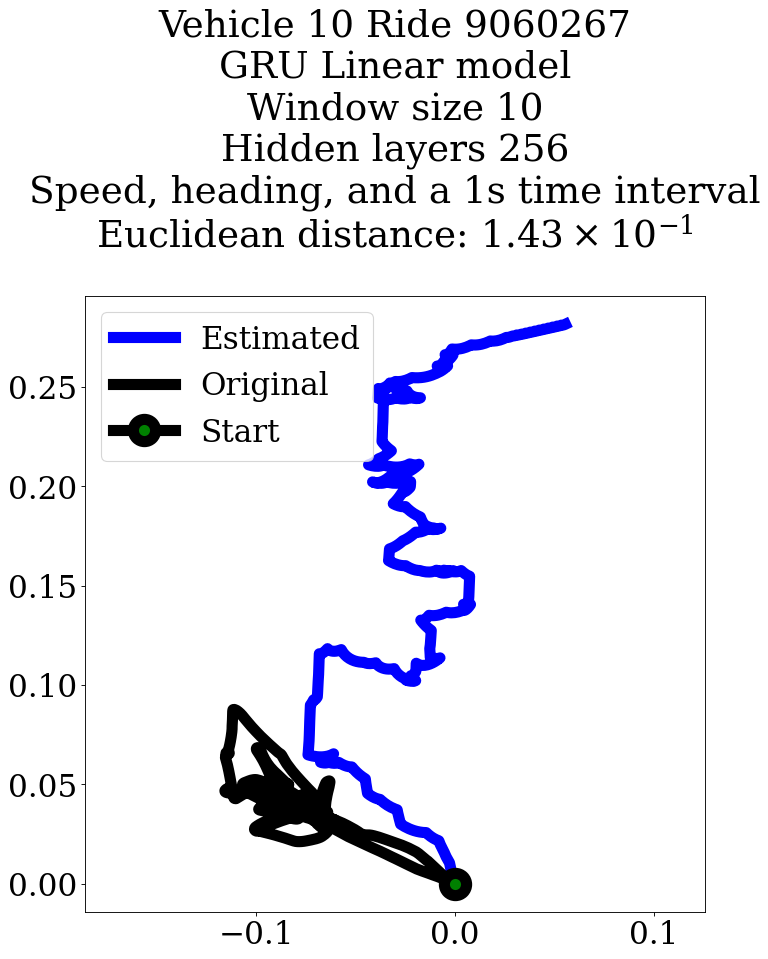 Vehicle 10 Ride 9060267
GRU Linear model
Window size 10
Hidden layers 256
Speed, heading, and a 1s time interval
Euclidean distance: 1.43 × 10⁻¹
Estimated
Original
Start
0.25
0.20
0.15
0.10
0.05
0.00
−0.1
0.0
0.1